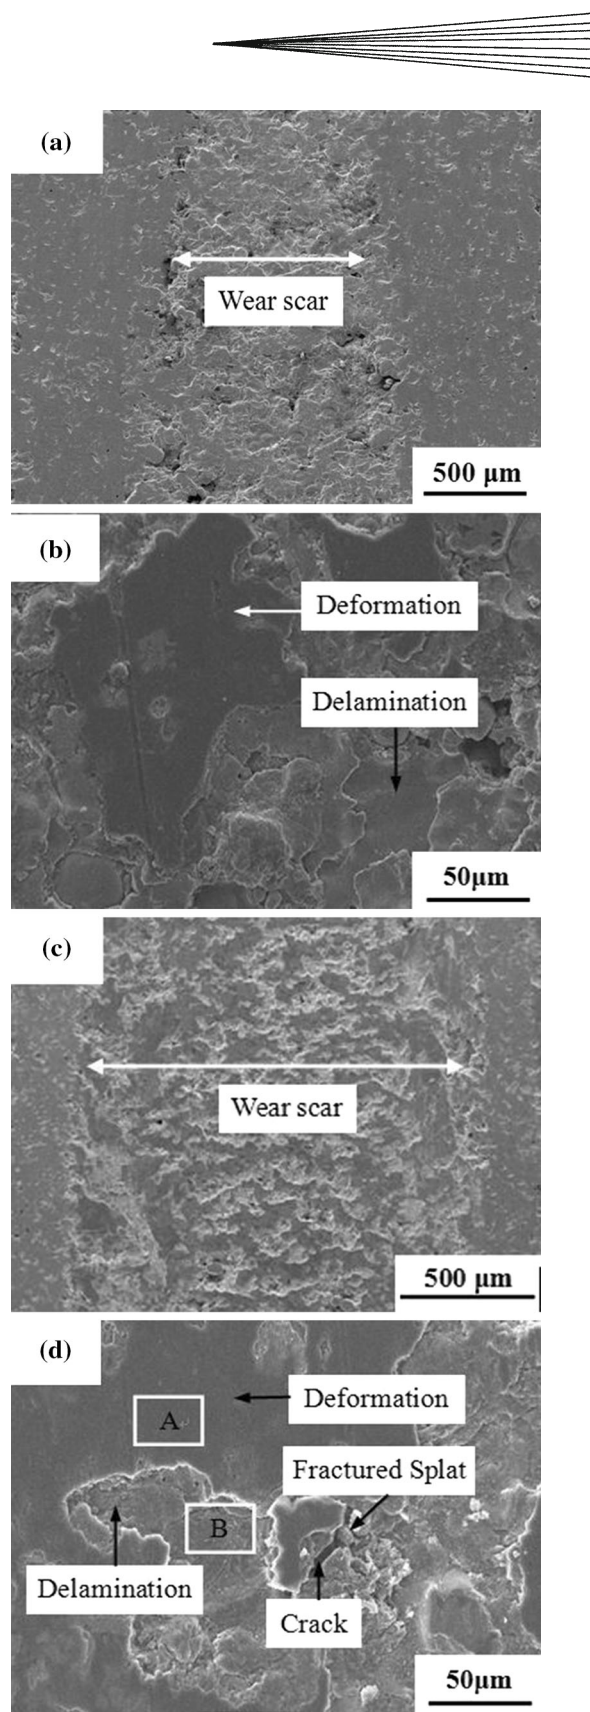 (a)
Wear scar
500 μm
(b)
Deformation
Delamination
50μm
(c)
Wear scar
500 μm
(d)
Deformation
A
Fractured Splat
B
Delamination
Crack
50μm